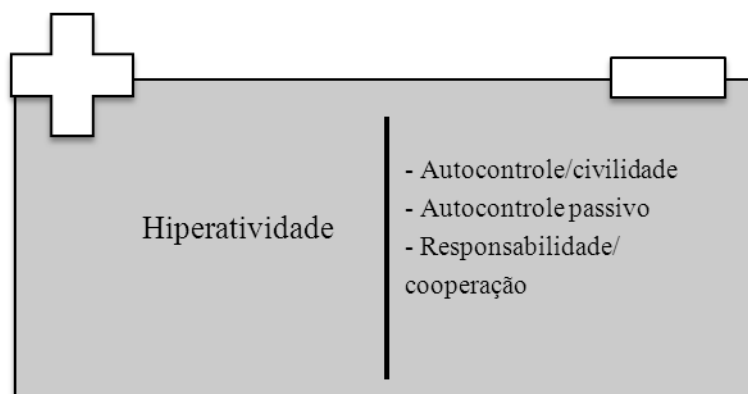 Hiperatividade
- Autocontrole/civilidade
- Autocontrole passivo
- Responsabilidade/
cooperação